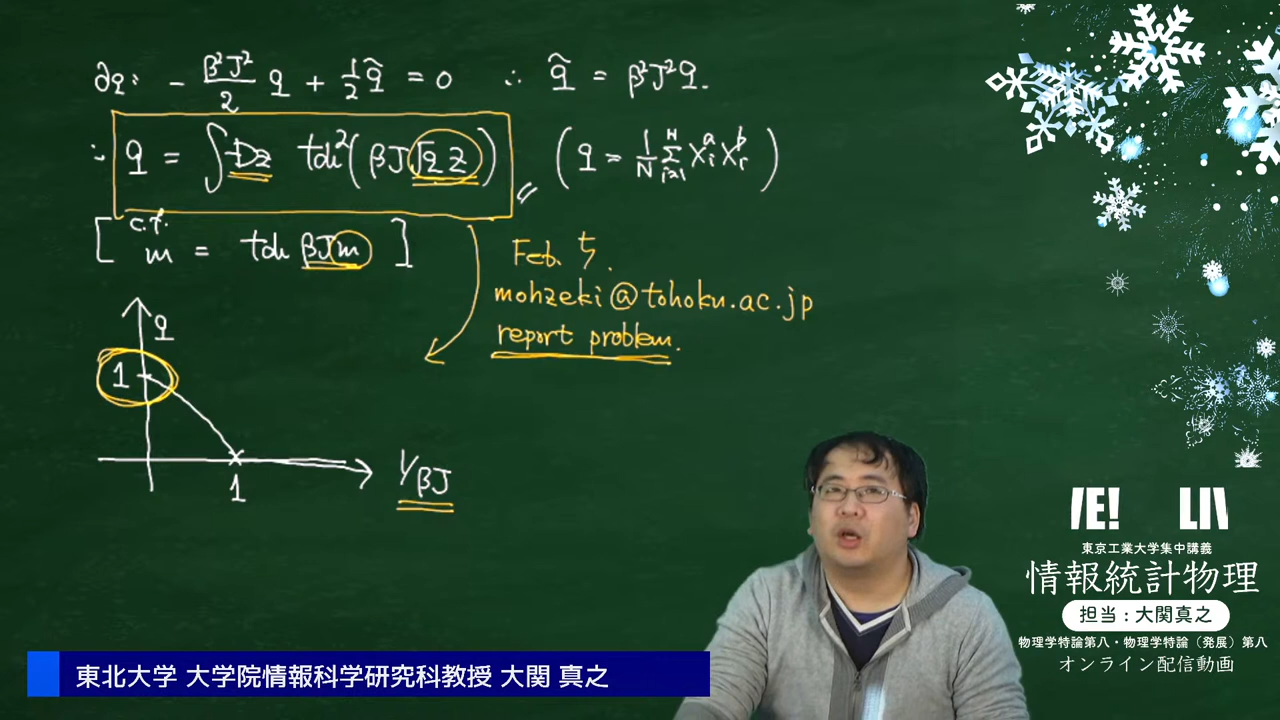 ∂q: - β²J²/2 q + 1/2 q̂ = 0 ∴ q̂ = β²J²q.
∴ q = ∫Dz tanh²(βJ√q z) ( q = 1/N Σ_{i=1}^{N} X_i^a X_i^b )
[ c.f. m = tanh βJm ]
Feb. 5.
mohzeki@tohoku.ac.jp
report problem.
q
1
1
1/βJ
東京工業大学集中講義
情報統計物理
担当:大関真之
物理学特論第八・物理学特論（発展）第八
オンライン配信動画
東北大学 大学院情報科学研究科教授 大関 真之